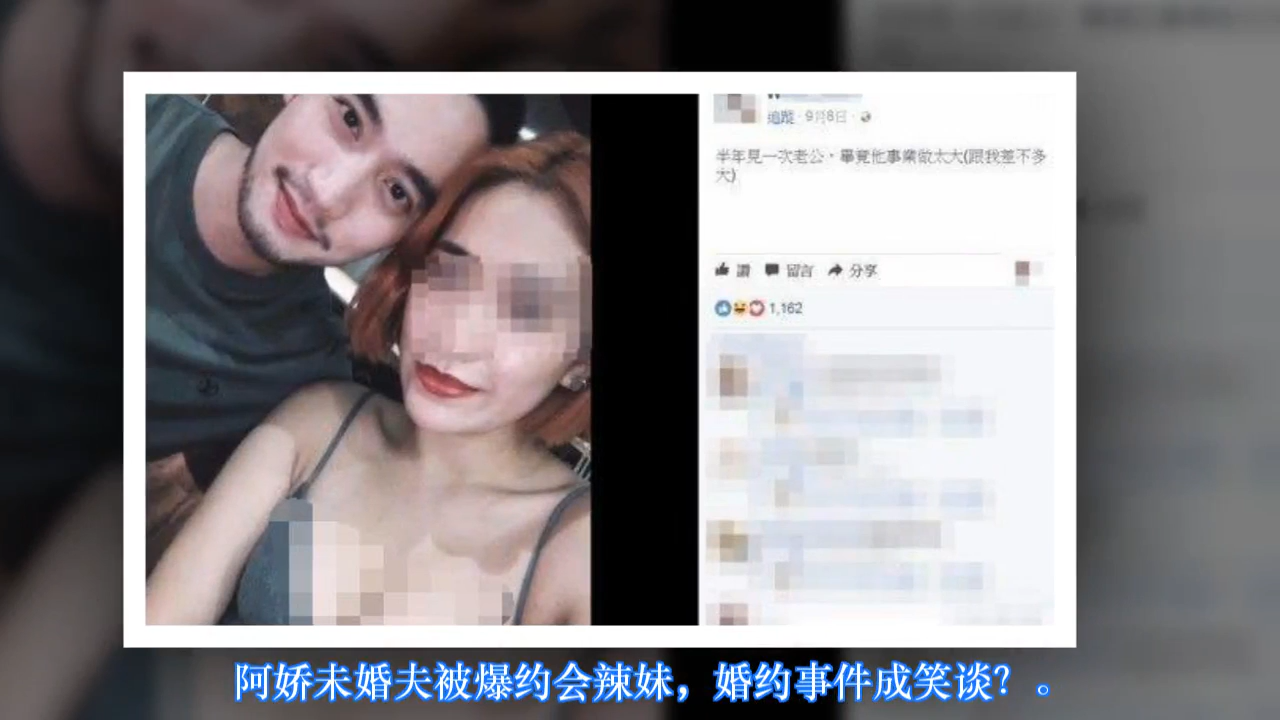 追蹤 · 9月8日 ·
半年見一次老公，畢竟他事業做太大(跟我差不多
大)
讚 留言 分享
1,162
阿娇未婚夫被爆约会辣妹，婚约事件成笑谈？。